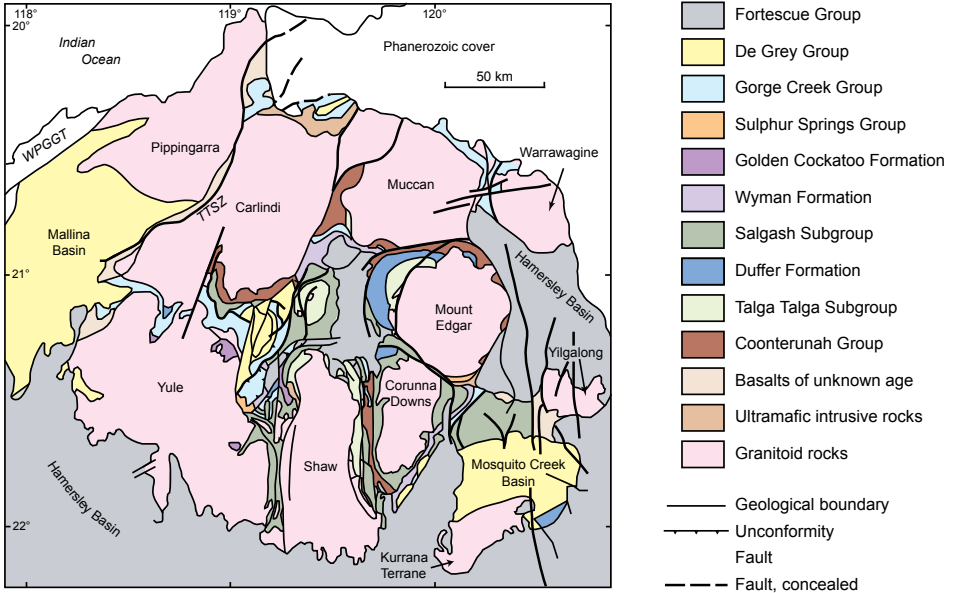 118°
119°
120°
20°
Indian
Ocean
Phanerozoic cover
50 km
WPGGT
Pippingarra
Warrawagine
Muccan
TTSZ
Carlindi
Mallina
Basin
21°
Hamersley Basin
Mount
Edgar
Yilgalong
Yule
Corunna
Downs
Shaw
Mosquito Creek
Basin
Hamersley Basin
22°
Kurrana
Terrane
Fortescue Group
De Grey Group
Gorge Creek Group
Sulphur Springs Group
Golden Cockatoo Formation
Wyman Formation
Salgash Subgroup
Duffer Formation
Talga Talga Subgroup
Coonterunah Group
Basalts of unknown age
Ultramafic intrusive rocks
Granitoid rocks
Geological boundary
Unconformity
Fault
Fault, concealed